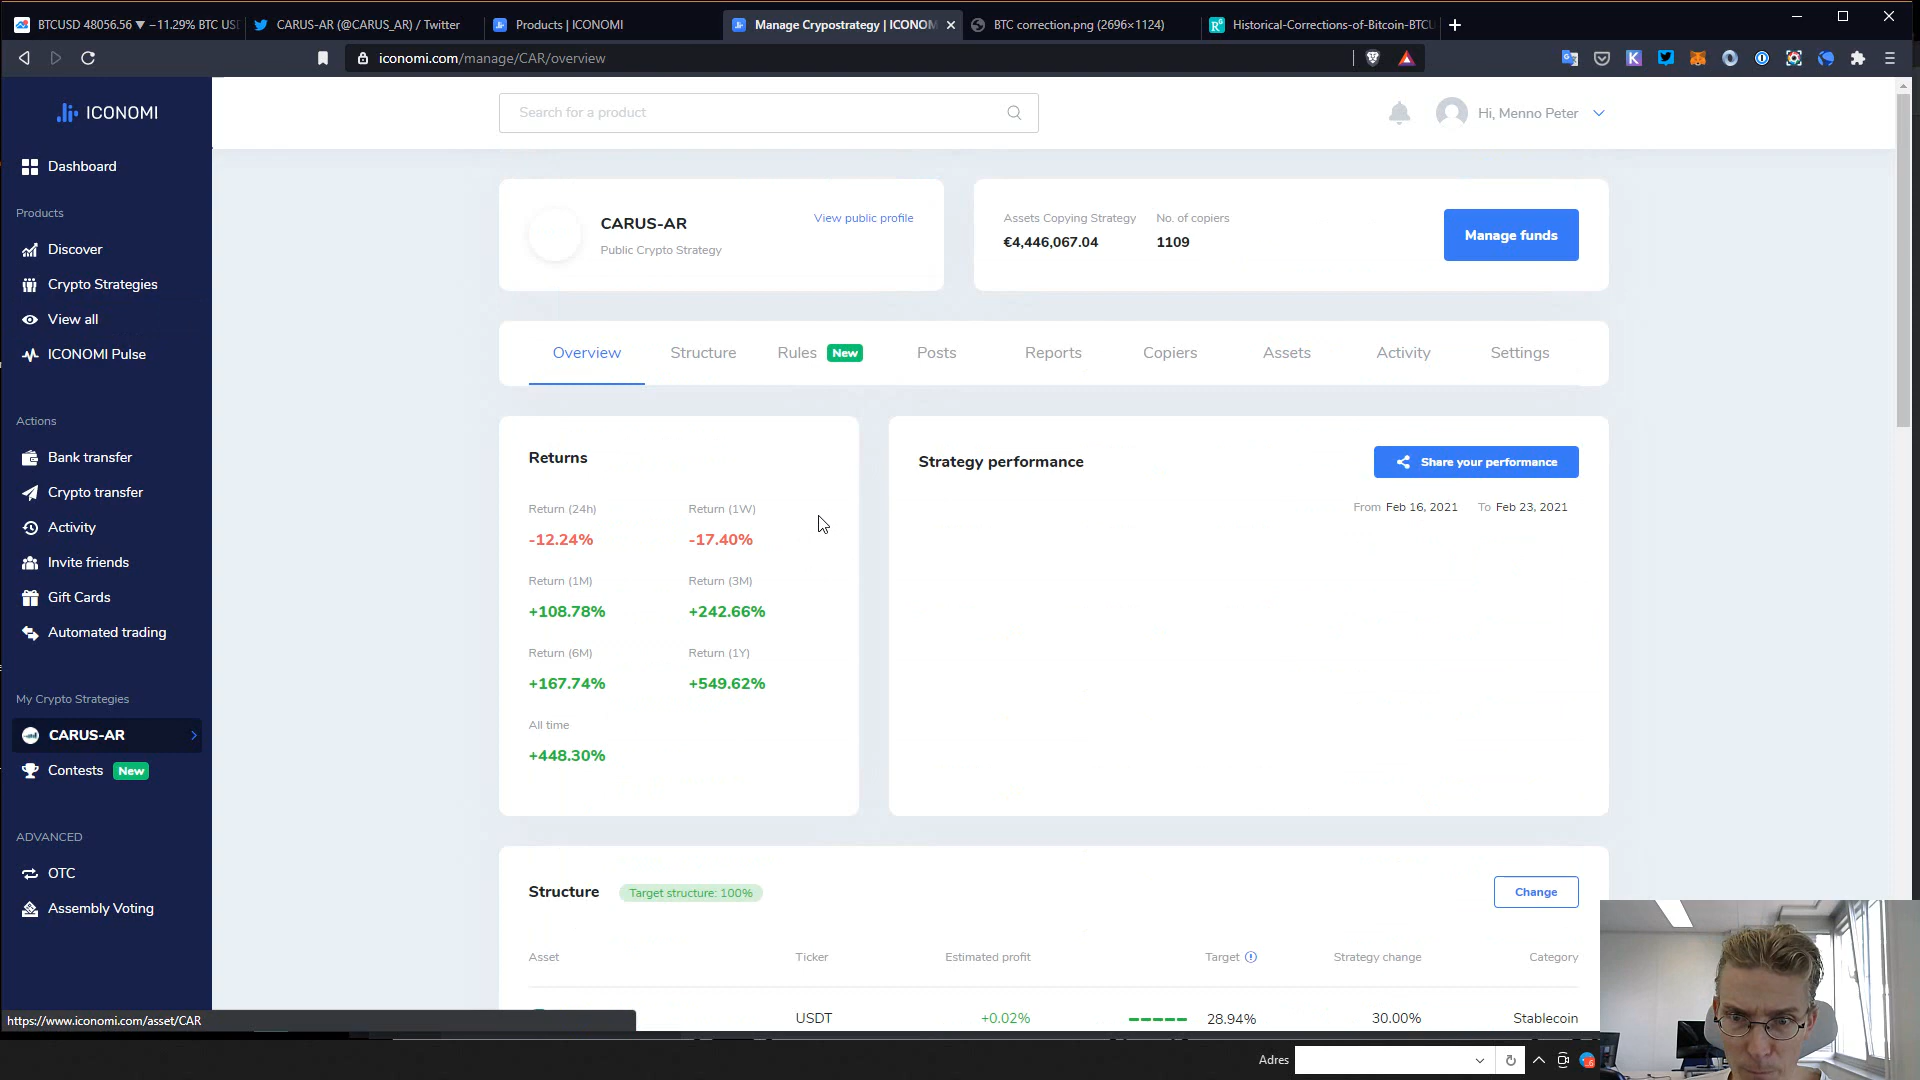 BTCUSD 48056.56 ▼ −11.29% BTC US
CARUS-AR (@CARUS_AR) / Twitter
Products | ICONOMI
Manage Crypostrategy | ICONOM
BTC correction.png (2696×1124)
Historical-Corrections-of-Bitcoin-BTCU
iconomi.com/manage/CAR/overview
ICONOMI
Search for a product
Hi, Menno Peter
Dashboard
Products
Discover
Crypto Strategies
View all
ICONOMI Pulse
Actions
Bank transfer
Crypto transfer
Activity
Invite friends
Gift Cards
Automated trading
My Crypto Strategies
CARUS-AR
Contests New
ADVANCED
OTC
Assembly Voting
https://www.iconomi.com/asset/CAR
CARUS-AR
View public profile
Public Crypto Strategy
Assets Copying Strategy No. of copiers
€4,446,067.04 1109
Manage funds
Overview Structure Rules New Posts Reports Copiers Assets Activity Settings
Returns
Return (24h) Return (1W)
-12.24% -17.40%
Return (1M) Return (3M)
+108.78% +242.66%
Return (6M) Return (1Y)
+167.74% +549.62%
All time
+448.30%
Strategy performance
Share your performance
From Feb 16, 2021 To Feb 23, 2021
Structure Target structure: 100%
Change
Asset Ticker Estimated profit Target Strategy change Category
USDT +0.02% 28.94% 30.00% Stablecoin
Adres